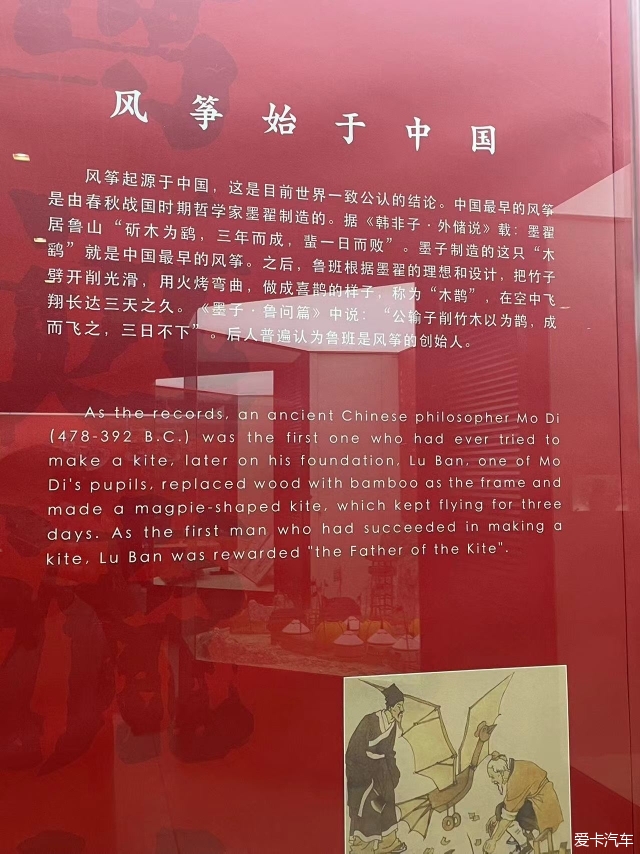 风筝始于中国
风筝起源于中国，这是目前世界一致公认的结论。中国最早的风筝
是由春秋战国时期哲学家墨翟制造的。据《韩非子·外储说》载：墨翟
居鲁山“斫木为鹞，三年而成，蜚一日而败”。墨子制造的这只“木
鹞”就是中国最早的风筝。之后，鲁班根据墨翟的理想和设计，把竹子
劈开削光滑，用火烤弯曲，做成喜鹊的样子，称为“木鹊”，在空中飞
翔长达三天之久。《墨子·鲁问篇》中说：“公输子削竹木以为鹊，成
而飞之，三日不下”。后人普遍认为鲁班是风筝的创始人。
As the records, an ancient Chinese philosopher Mo Di
(478-392 B.C.) was the first one who had ever tried to
make a kite, later on his foundation, Lu Ban, one of Mo
Di's pupils, replaced wood with bamboo as the frame and
made a magpie-shaped kite, which kept flying for three
days. As the first man who had succeeded in making a
kite, Lu Ban was rewarded "the Father of the Kite".
爱卡汽车